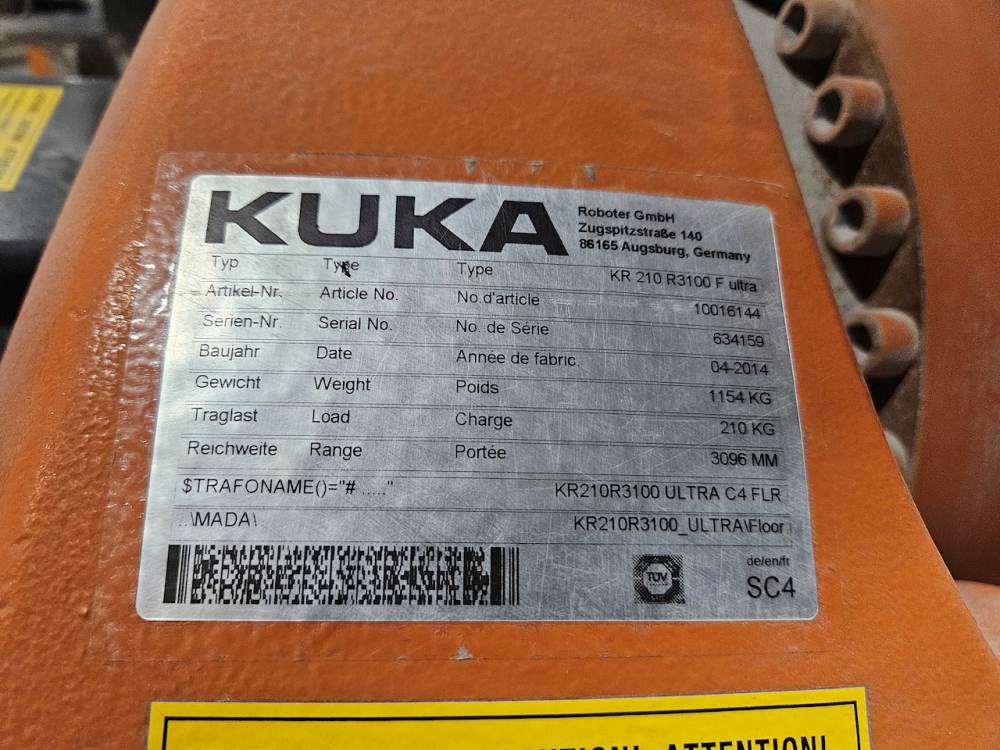 KUKA
Roboter GmbH
Zugspitzstraße 140
86165 Augsburg, Germany
Typ Type Type KR 210 R3100 F ultra
Artikel-Nr. Article No. No.d'article 10016144
Serien-Nr. Serial No. No. de Série 634159
Baujahr Date Année de fabric. 04-2014
Gewicht Weight Poids 1154 KG
Traglast Load Charge 210 KG
Reichweite Range Portée 3096 MM
$TRAFONAME()="# ....." KR210R3100 ULTRA C4 FLR
..\MADA\ KR210R3100_ULTRA\Floor
TÜV
de/en/fr
SC4
ATTENTION!